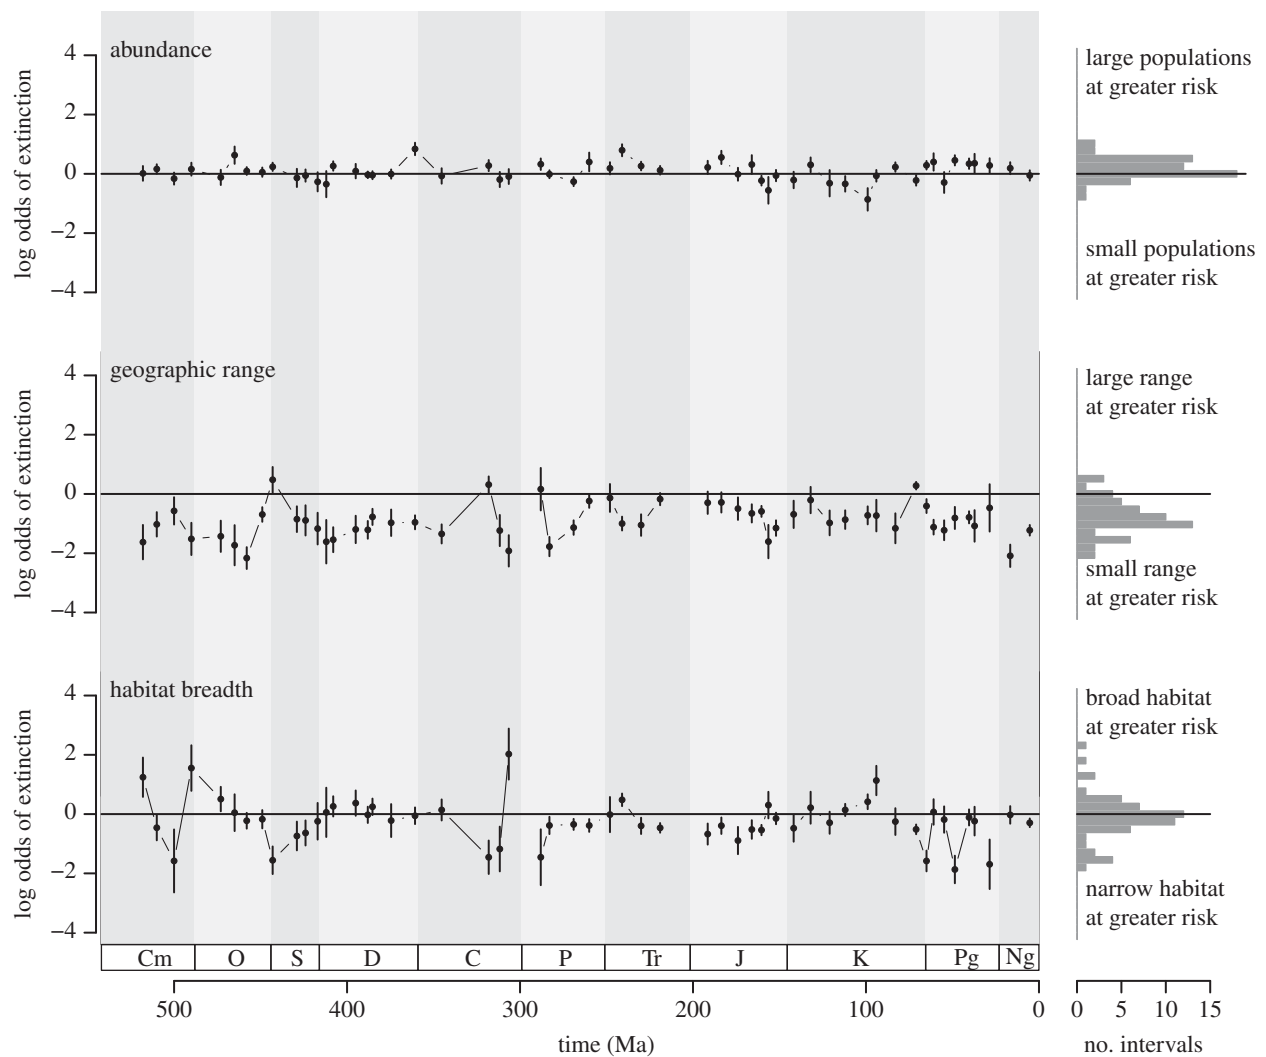 abundance
4
2
0
−2
−4
log odds of extinction
large populations
at greater risk
small populations
at greater risk
geographic range
4
2
0
−2
−4
log odds of extinction
large range
at greater risk
small range
at greater risk
habitat breadth
4
2
0
−2
−4
log odds of extinction
broad habitat
at greater risk
narrow habitat
at greater risk
Cm O S D C P Tr J K Pg Ng
500 400 300 200 100 0
time (Ma)
0 5 10 15
no. intervals